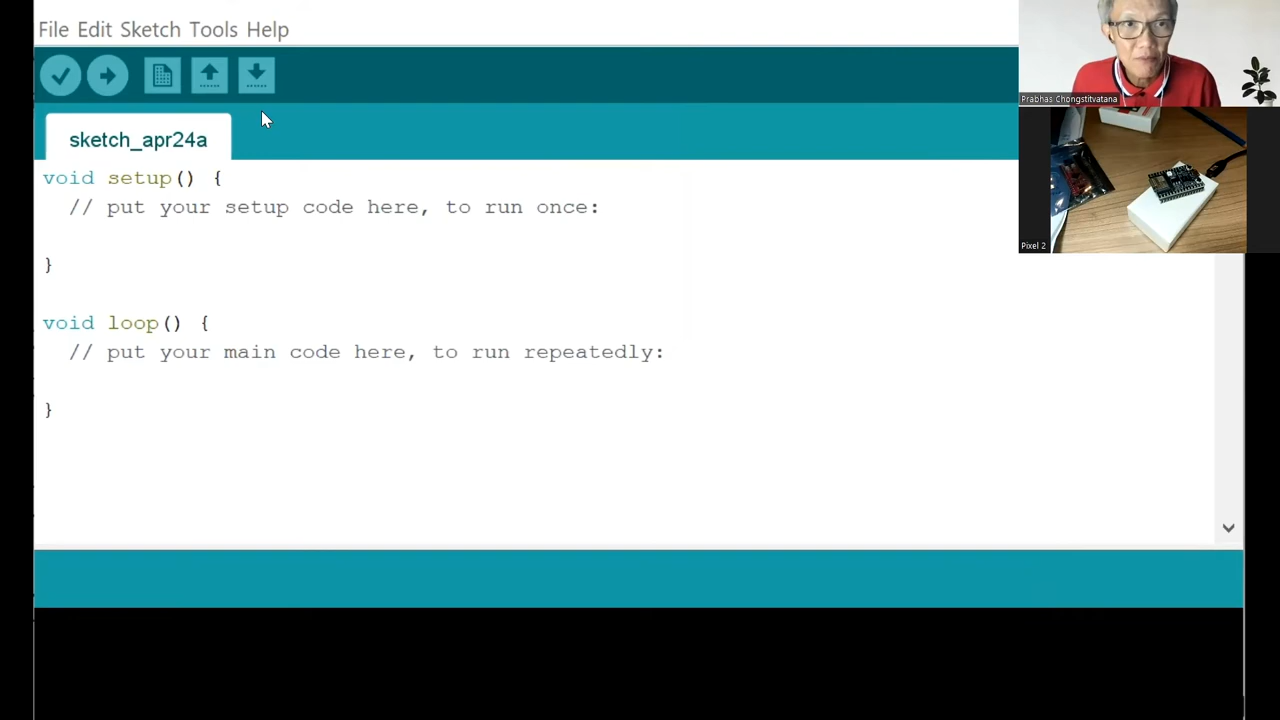 File Edit Sketch Tools Help
sketch_apr24a
void setup() {
// put your setup code here, to run once:
}
void loop() {
// put your main code here, to run repeatedly:
}
Prabhas Chongstitvatana
Pixel 2